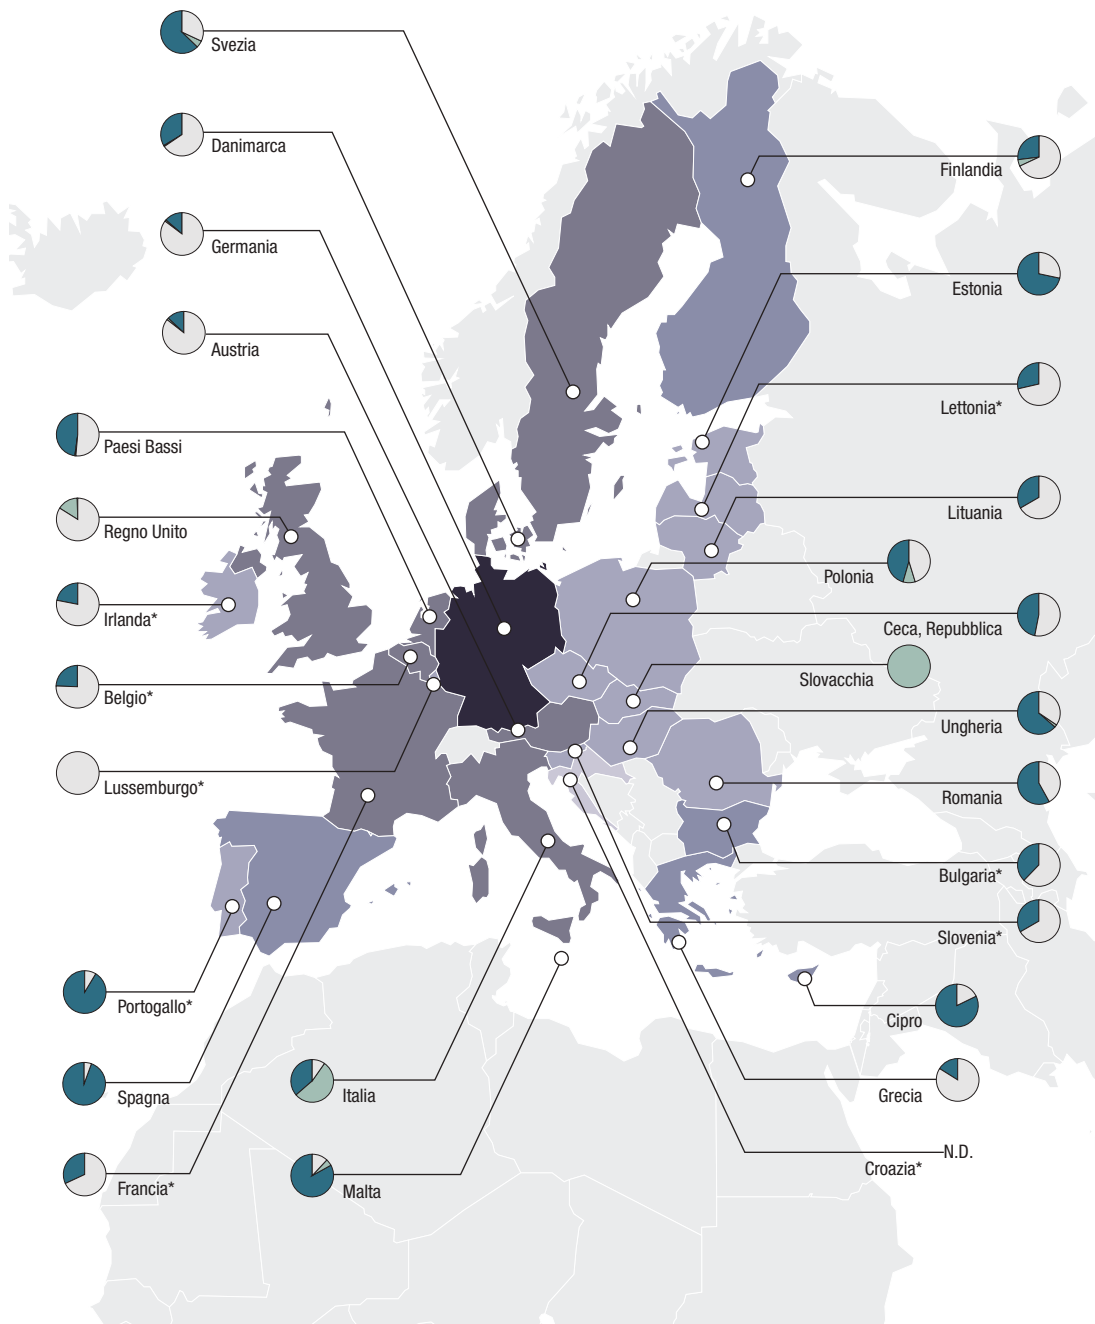 Svezia
Danimarca
Germania
Austria
Paesi Bassi
Regno Unito
Irlanda*
Belgio*
Lussemburgo*
Portogallo*
Spagna
Francia*
Italia
Malta
Finlandia
Estonia
Lettonia*
Lituania
Polonia
Ceca, Repubblica
Slovacchia
Ungheria
Romania
Bulgaria*
Slovenia*
Cipro
Grecia
N.D.
Croazia*